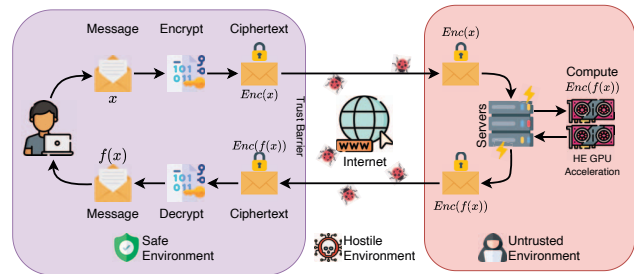 Message
Encrypt
Ciphertext
x
Enc(x)
Trust Barrier
Enc(x)
Compute
Enc(f(x))
Servers
HE GPU
Acceleration
WWW
Internet
f(x)
Enc(f(x))
Enc(f(x))
Message
Decrypt
Ciphertext
Safe
Environment
Hostile
Environment
Untrusted
Environment